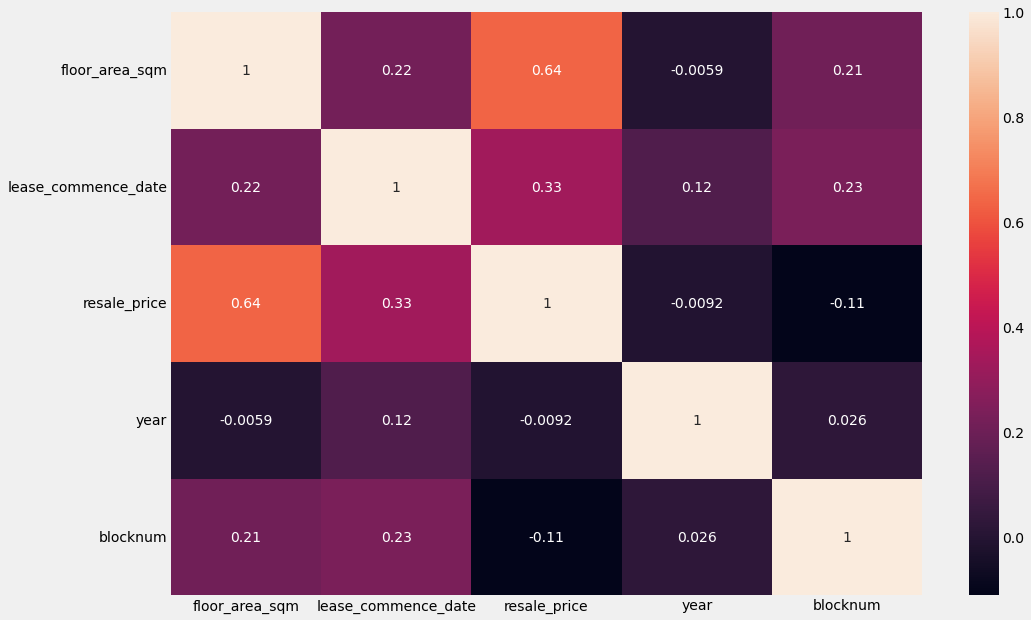 floor_area_sqm 1 0.22 0.64 -0.0059 0.21
lease_commence_date 0.22 1 0.33 0.12 0.23
resale_price 0.64 0.33 1 -0.0092 -0.11
year -0.0059 0.12 -0.0092 1 0.026
blocknum 0.21 0.23 -0.11 0.026 1
floor_area_sqm lease_commence_date resale_price year blocknum
1.0
0.8
0.6
0.4
0.2
0.0